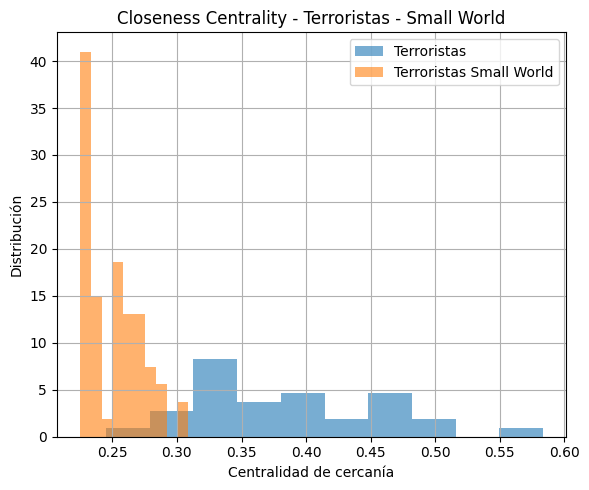 Closeness Centrality - Terroristas - Small World
Terroristas
Terroristas Small World
Distribución
40
35
30
25
20
15
10
5
0
0.25 0.30 0.35 0.40 0.45 0.50 0.55 0.60
Centralidad de cercanía